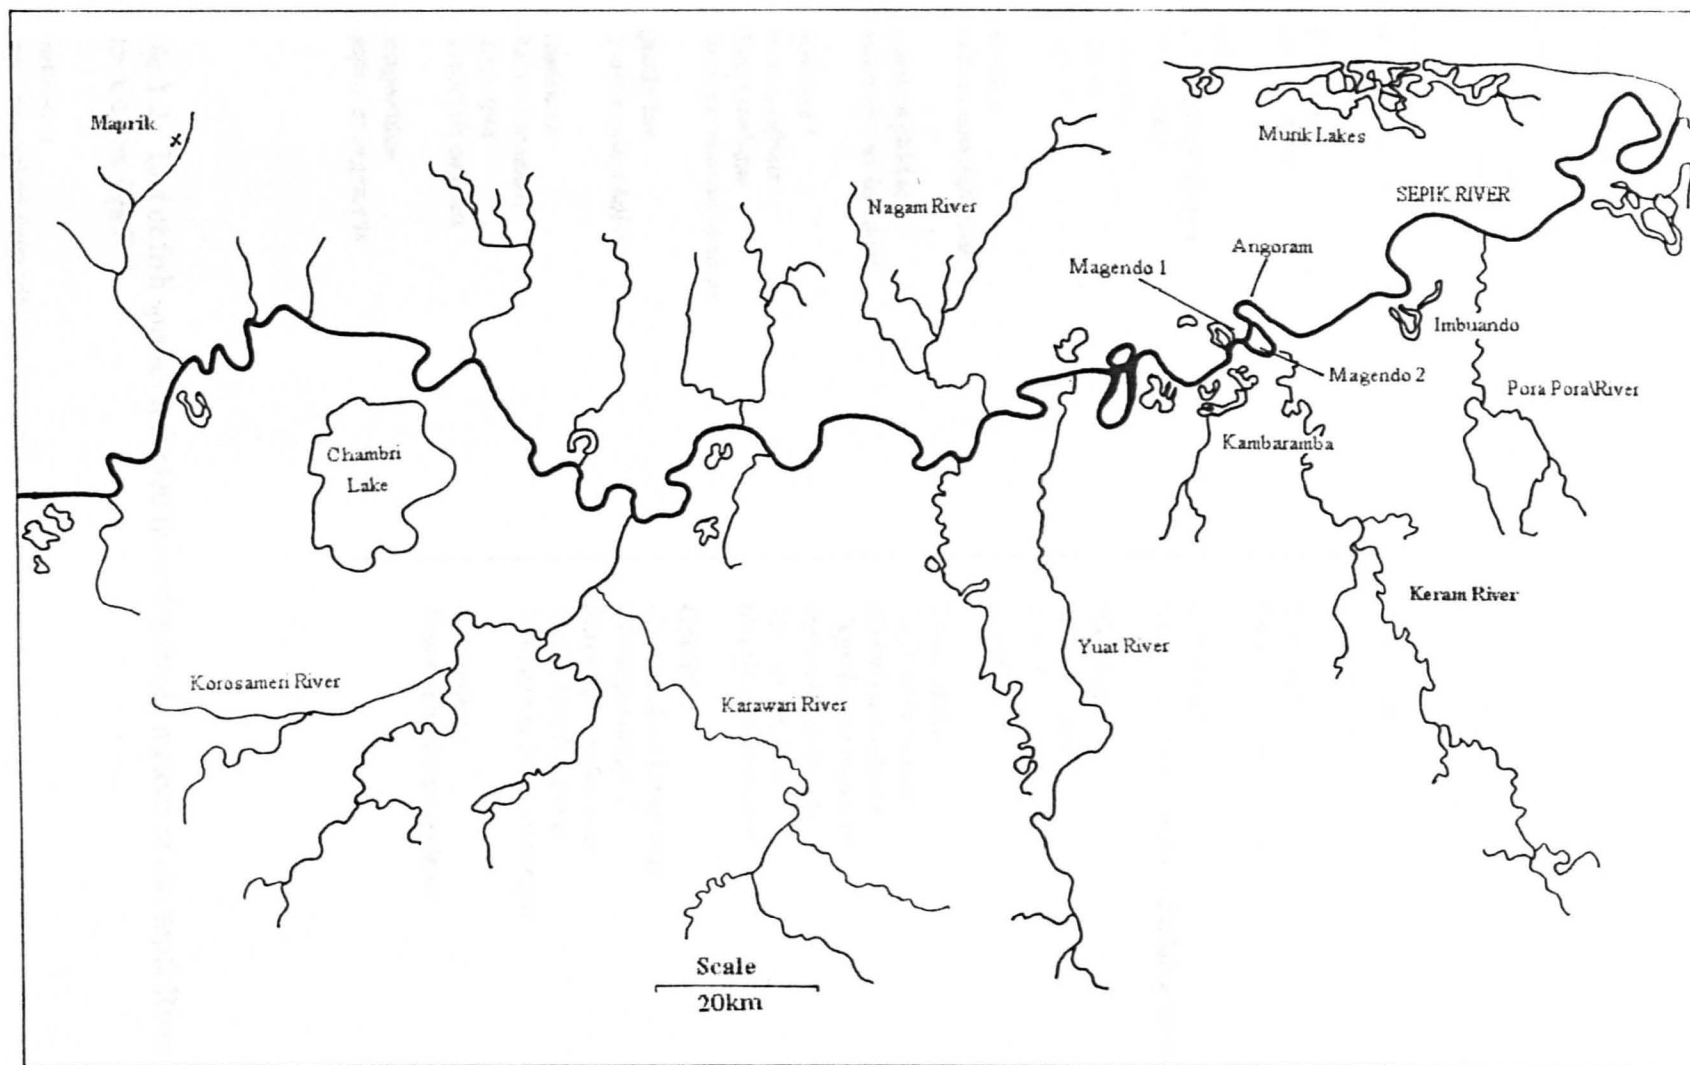 Maprik
Munk Lakes
SEPIK RIVER
Nagam River
Angoram
Magendo 1
Imbuando
Magendo 2
Pora Pora\River
Kambaramba
Chambri
Lake
Keram River
Yuat River
Korosameri River
Karawari River
Scale
20km